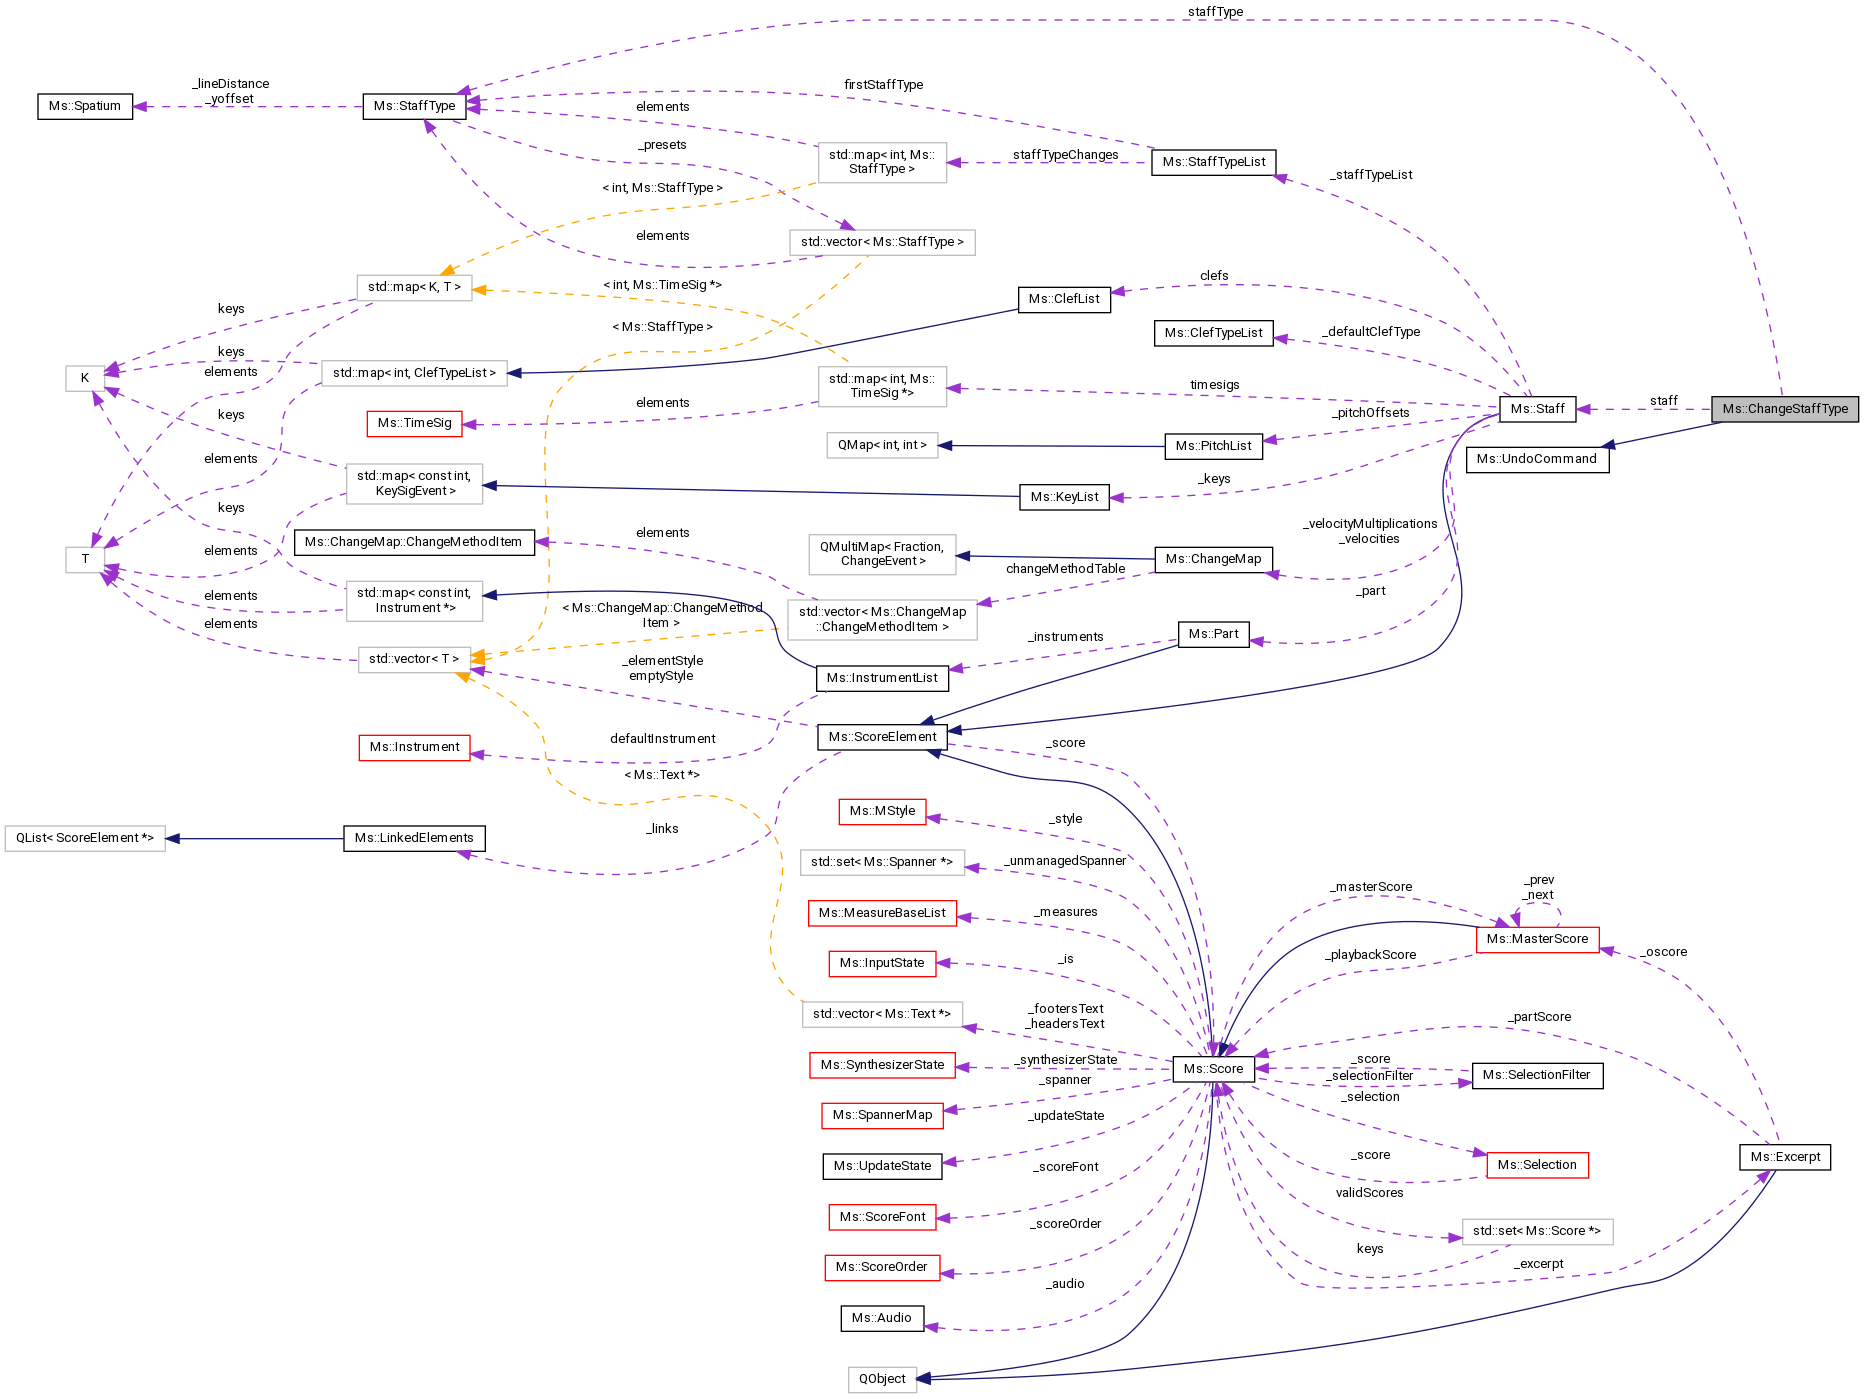 staffType
_lineDistance
_yoffset
firstStaffType
Ms::Spatium
Ms::StaffType
elements
_presets
std::map< int, Ms::
StaffType >
staffTypeChanges
Ms::StaffTypeList
_staffTypeList
< int, Ms::StaffType >
elements
std::vector< Ms::StaffType >
clefs
std::map< K, T >
< int, Ms::TimeSig *>
Ms::ClefList
keys
< Ms::StaffType >
Ms::ClefTypeList
_defaultClefType
keys
elements
K
std::map< int, ClefTypeList >
std::map< int, Ms::
TimeSig *>
timesigs
elements
Ms::TimeSig
keys
_pitchOffsets
Ms::Staff
staff
Ms::ChangeStaffType
QMap< int, int >
Ms::PitchList
Ms::UndoCommand
elements
std::map< const int,
KeySigEvent >
_keys
Ms::KeyList
keys
_velocityMultiplications
_velocities
elements
Ms::ChangeMap::ChangeMethodItem
QMultiMap< Fraction,
ChangeEvent >
Ms::ChangeMap
T
elements
changeMethodTable
std::map< const int,
Instrument *>
elements
_part
< Ms::ChangeMap::ChangeMethod
Item >
std::vector< Ms::ChangeMap
::ChangeMethodItem >
elements
_instruments
Ms::Part
std::vector< T >
_elementStyle
emptyStyle
Ms::InstrumentList
defaultInstrument
Ms::Instrument
Ms::ScoreElement
_score
< Ms::Text *>
Ms::MStyle
_style
QList< ScoreElement *>
Ms::LinkedElements
_links
std::set< Ms::Spanner *>
_unmanagedSpanner
_masterScore
_prev
_next
Ms::MeasureBaseList
_measures
Ms::MasterScore
_playbackScore
_oscore
Ms::InputState
_is
std::vector< Ms::Text *>
_footersText
_headersText
_partScore
Ms::SynthesizerState
_synthesizerState
Ms::Score
_score
_selectionFilter
Ms::SelectionFilter
_spanner
_selection
Ms::SpannerMap
_updateState
Ms::UpdateState
_score
Ms::Excerpt
_scoreFont
Ms::Selection
validScores
Ms::ScoreFont
_scoreOrder
std::set< Ms::Score *>
keys
Ms::ScoreOrder
_excerpt
_audio
Ms::Audio
QObject